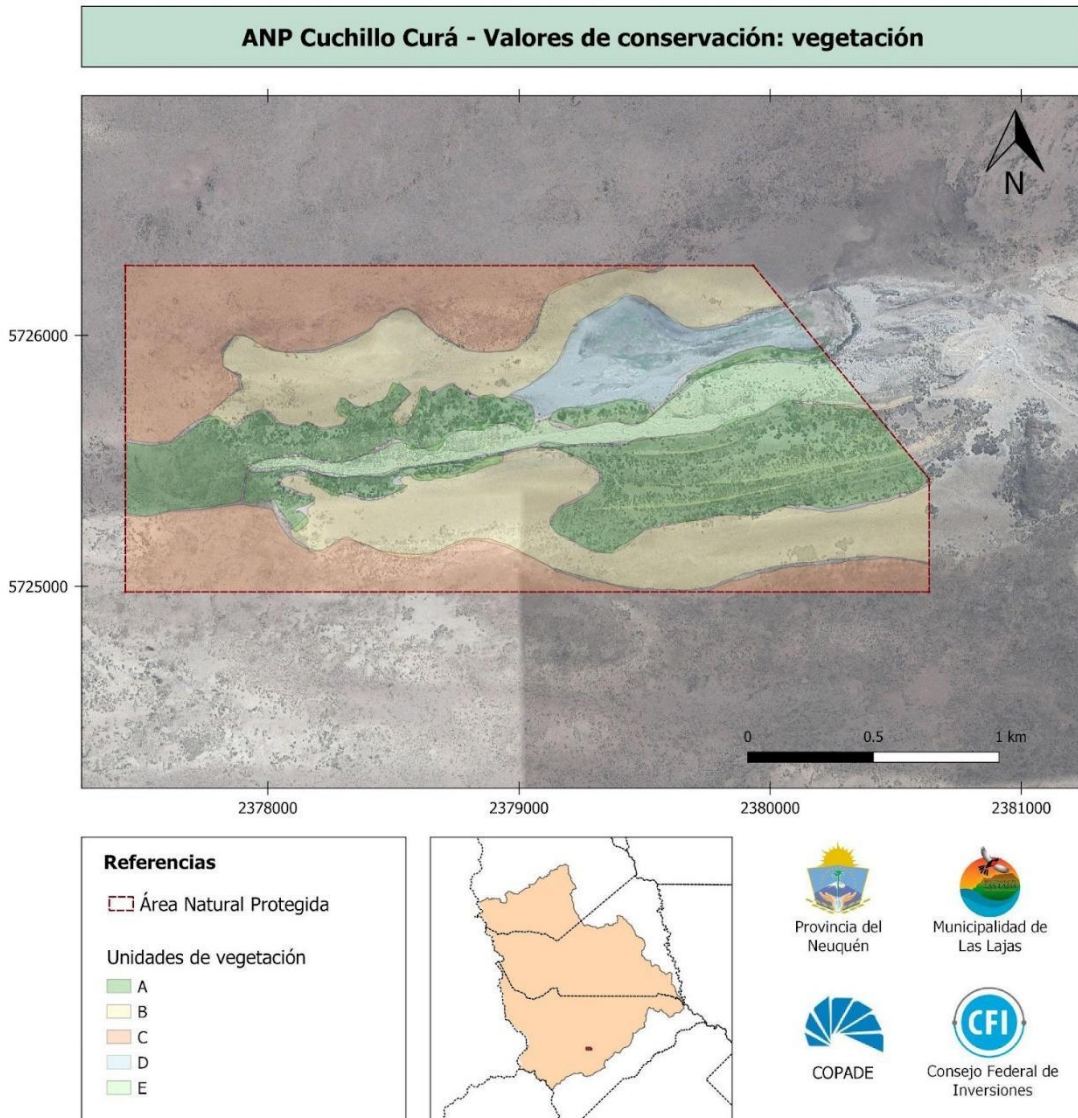 ANP Cuchillo Curá - Valores de conservación: vegetación
N
5726000
5725000
0 0.5 1 km
2378000 2379000 2380000 2381000
Referencias
Área Natural Protegida
Unidades de vegetación
A
B
C
D
E
Provincia del
Neuquén
Municipalidad de
Las Lajas
COPADE
CFI
Consejo Federal de
Inversiones